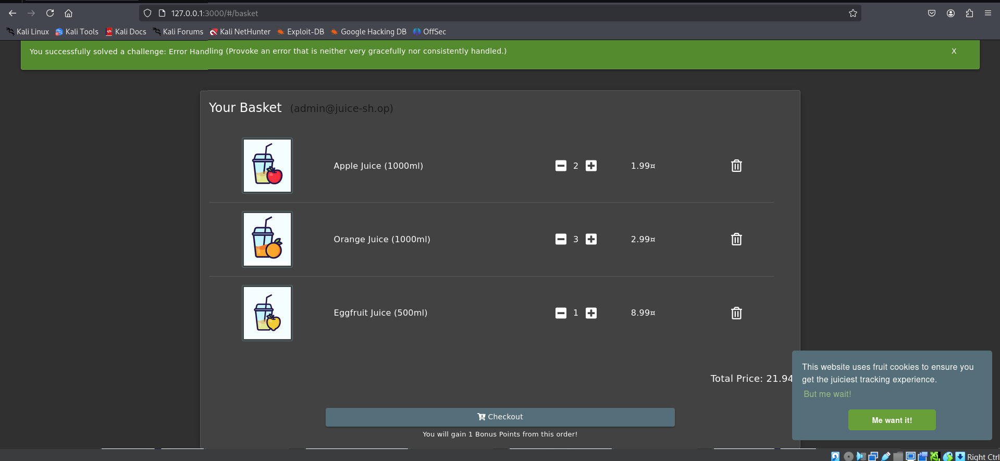 127.0.0.1:3000/#/basket
Kali Linux Kali Tools Kali Docs Kali Forums Kali NetHunter Exploit-DB Google Hacking DB OffSec
You successfully solved a challenge: Error Handling (Provoke an error that is neither very gracefully nor consistently handled.) X
Your Basket (admin@juice-sh.op)
Apple Juice (1000ml) 2 1.99¤
Orange Juice (1000ml) 3 2.99¤
Eggfruit Juice (500ml) 1 8.99¤
Total Price: 21.94
Checkout
You will gain 1 Bonus Points from this order!
This website uses fruit cookies to ensure you
get the juiciest tracking experience.
But me wait!
Me want it!
Right Ctrl